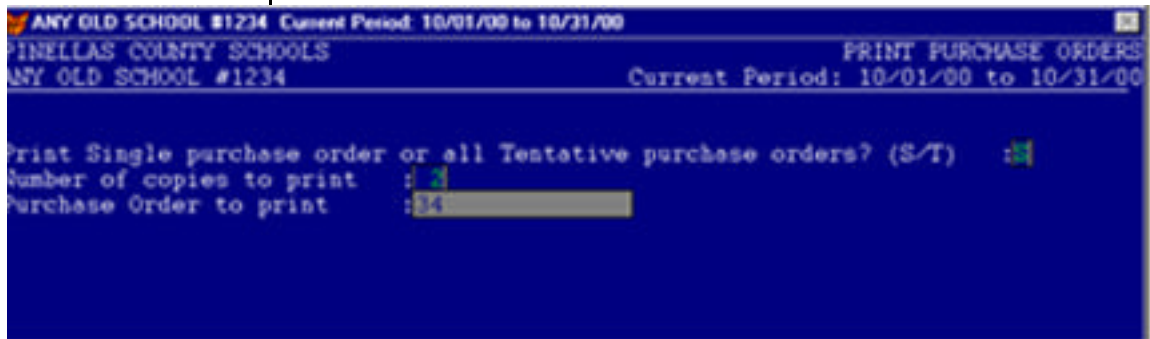 ANY OLD SCHOOL #1234 Current Period: 10/01/00 to 10/31/00
PINELLAS COUNTY SCHOOLS PRINT PURCHASE ORDERS
ANY OLD SCHOOL #1234 Current Period: 10/01/00 to 10/31/00
Print Single purchase order or all Tentative purchase orders? (S/T) :S
Number of copies to print : 2
Purchase Order to print :34